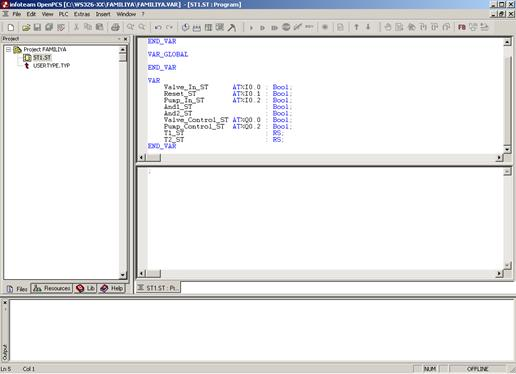 infoteam OpenPCS [C:\WS326-XX\FAMILIYA\FAMILIYA.VAR] - [ST1.ST : Program]
File Edit View PLC Extras Insert Window ?
Project
Project FAMILIYA
ST1.ST
USERTYPE.TYP
END_VAR
VAR_GLOBAL
END_VAR
VAR
Valve_In_ST AT%I0.0 : Bool;
Reset_ST AT%I0.1 : Bool;
Pump_In_ST AT%I0.2 : Bool;
And1_ST : Bool;
And2_ST : Bool;
Valve_Control_ST AT%Q0.0 : Bool;
Pump_Control_ST AT%Q0.2 : Bool;
T1_ST : RS;
T2_ST : RS;
END_VAR
;
Files Resources Lib Help
ST1.ST : Pr...
Output
Ln 5 Col 1 NUM OFFLINE